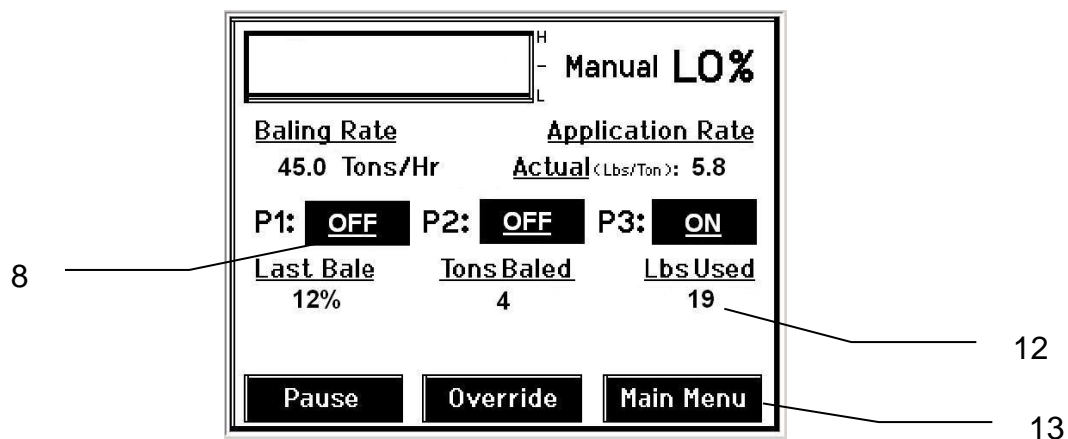 H
-
L
Manual LO%
Baling Rate Application Rate
45.0 Tons/Hr Actual (Lbs/Ton): 5.8
P1: OFF P2: OFF P3: ON
8
Last Bale Tons Baled Lbs Used
12% 4 19
12
Pause Override Main Menu
13